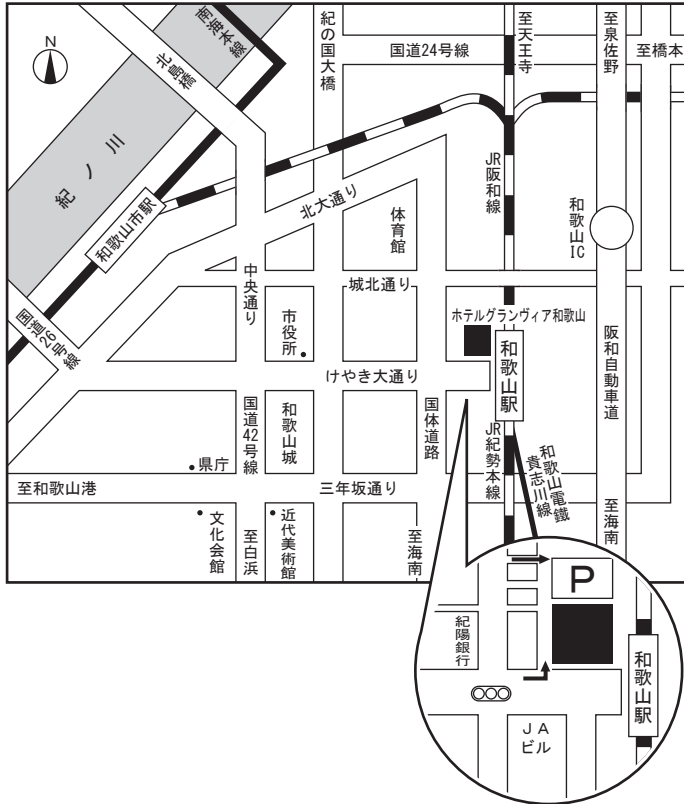 N
南海本線
北島橋
紀の国大橋
国道24号線
至天王寺
至泉佐野
至橋本
紀ノ川
和歌山市駅
北大通り
体育館
JR阪和線
和歌山IC
国道26号線
中央通り
城北通り
市役所
ホテルグランヴィア和歌山
和歌山駅
阪和自動車道
けやき大通り
国道42号線
和歌山城
国体道路
JR紀勢本線
和歌山電鐵
貴志川線
県庁
至和歌山港
三年坂通り
文化会館
至白浜
近代美術館
至海南
至海南
P
紀陽銀行
和歌山駅
JA
ビル